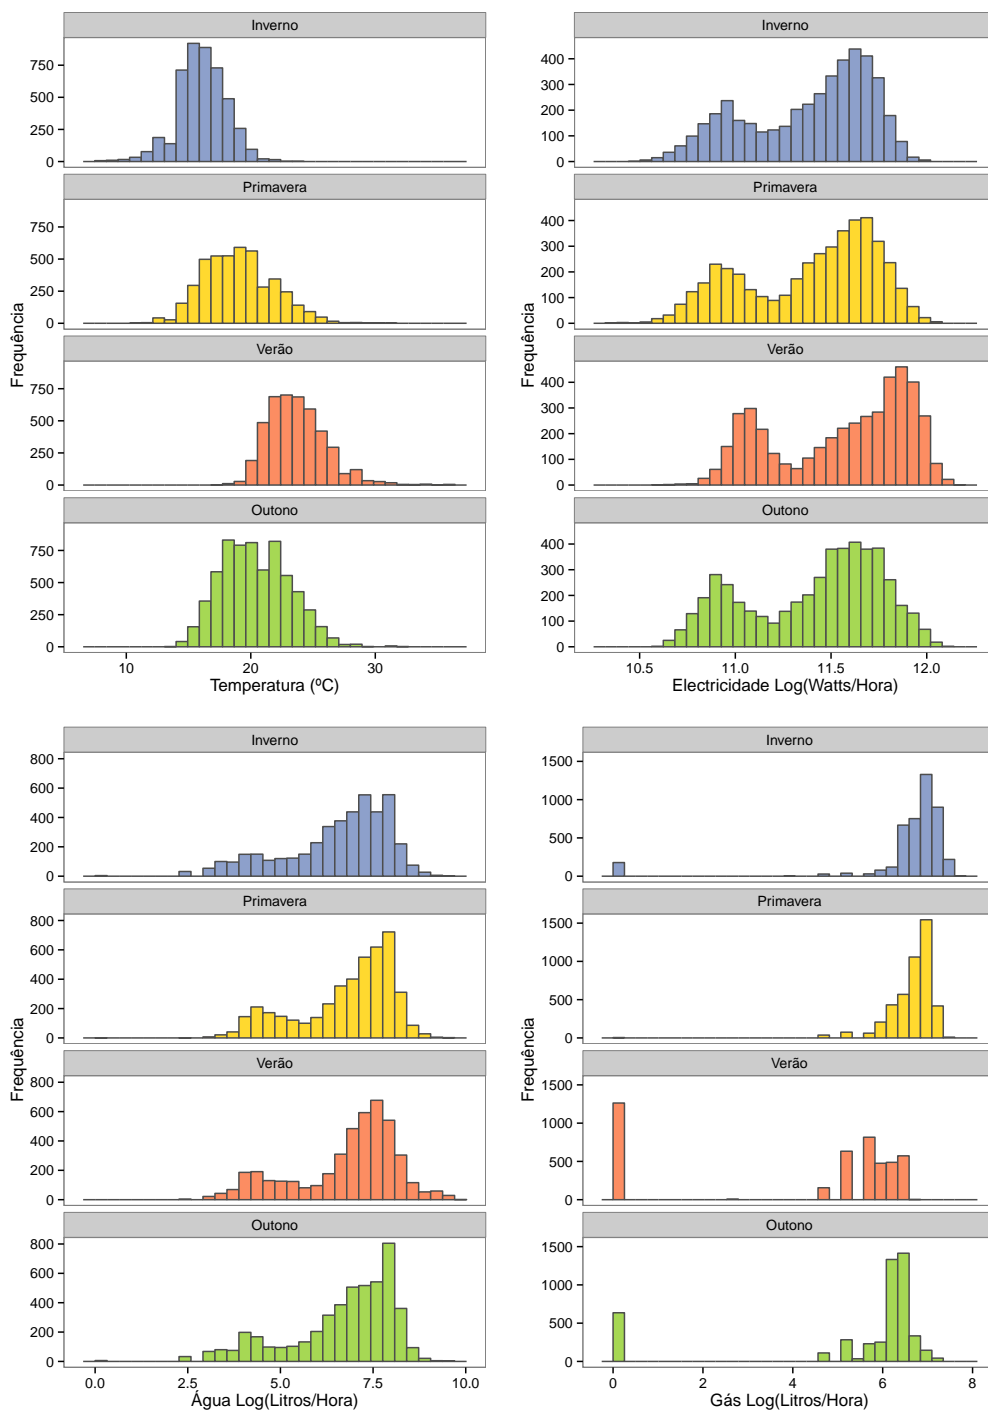 Inverno
750
500
250
0
Primavera
750
500
250
0
Verão
750
500
250
0
Outono
750
500
250
0
10 20 30
Temperatura (ºC)
Frequência
Inverno
400
300
200
100
0
Primavera
400
300
200
100
0
Verão
400
300
200
100
0
Outono
400
300
200
100
0
10.5 11.0 11.5 12.0
Electricidade Log(Watts/Hora)
Frequência
Inverno
800
600
400
200
0
Primavera
800
600
400
200
0
Verão
800
600
400
200
0
Outono
800
600
400
200
0
0.0 2.5 5.0 7.5 10.0
Água Log(Litros/Hora)
Frequência
Inverno
1500
1000
500
0
Primavera
1500
1000
500
0
Verão
1500
1000
500
0
Outono
1500
1000
500
0
0 2 4 6 8
Gás Log(Litros/Hora)
Frequência